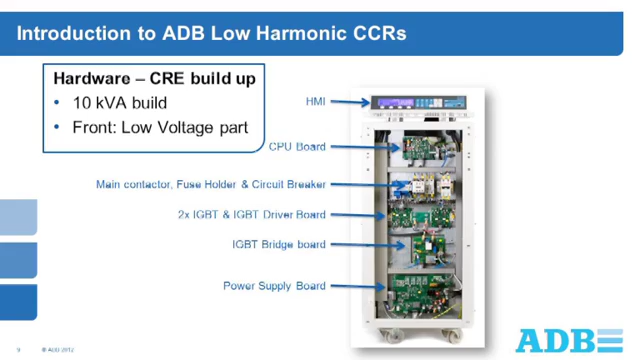 Introduction to ADB Low Harmonic CCRs
Hardware – CRE build up
• 10 kVA build
• Front: Low Voltage part
HMI
CPU Board
Main contactor, Fuse Holder & Circuit Breaker
2x IGBT & IGBT Driver Board
IGBT Bridge board
Power Supply Board
9
© ADB 2012
ADB